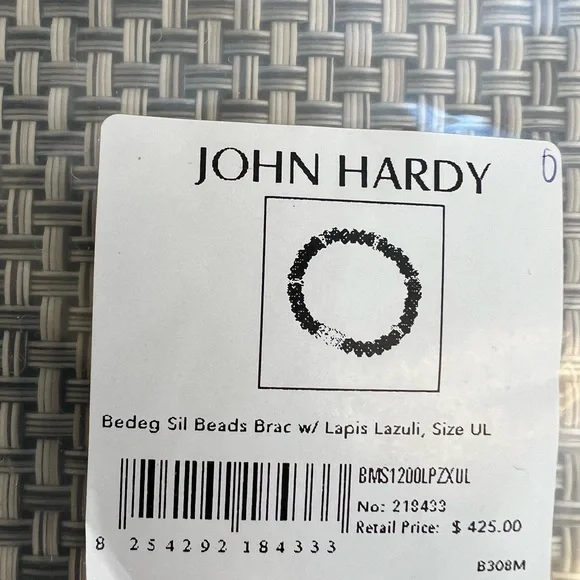 JOHN HARDY
Bedeg Sil Beads Brac w/ Lapis Lazuli, Size UL
BMS1200LPZXUL
No: 218433
Retail Price: $ 425.00
8 254292 184333
B308M